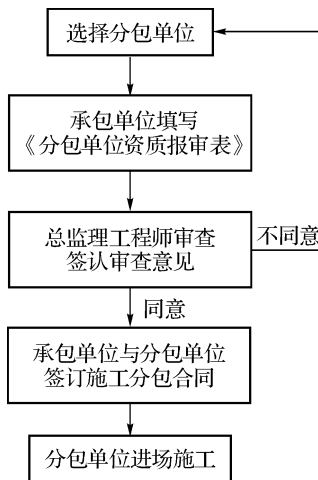 选择分包单位
承包单位填写
《分包单位资质报审表》
总监理工程师审查
签认审查意见
不同意
同意
承包单位与分包单位
签订施工分包合同
分包单位进场施工